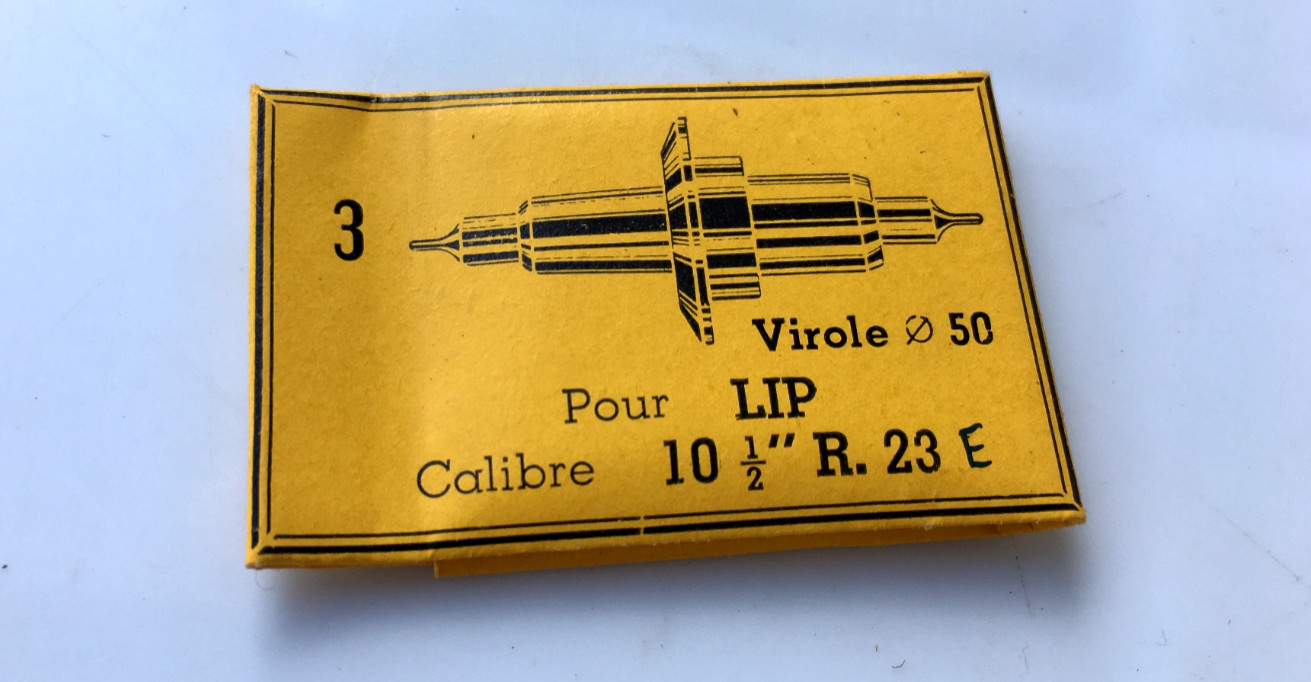 3
Virole ∅ 50
Pour LIP
Calibre 10 ½″ R. 23 E